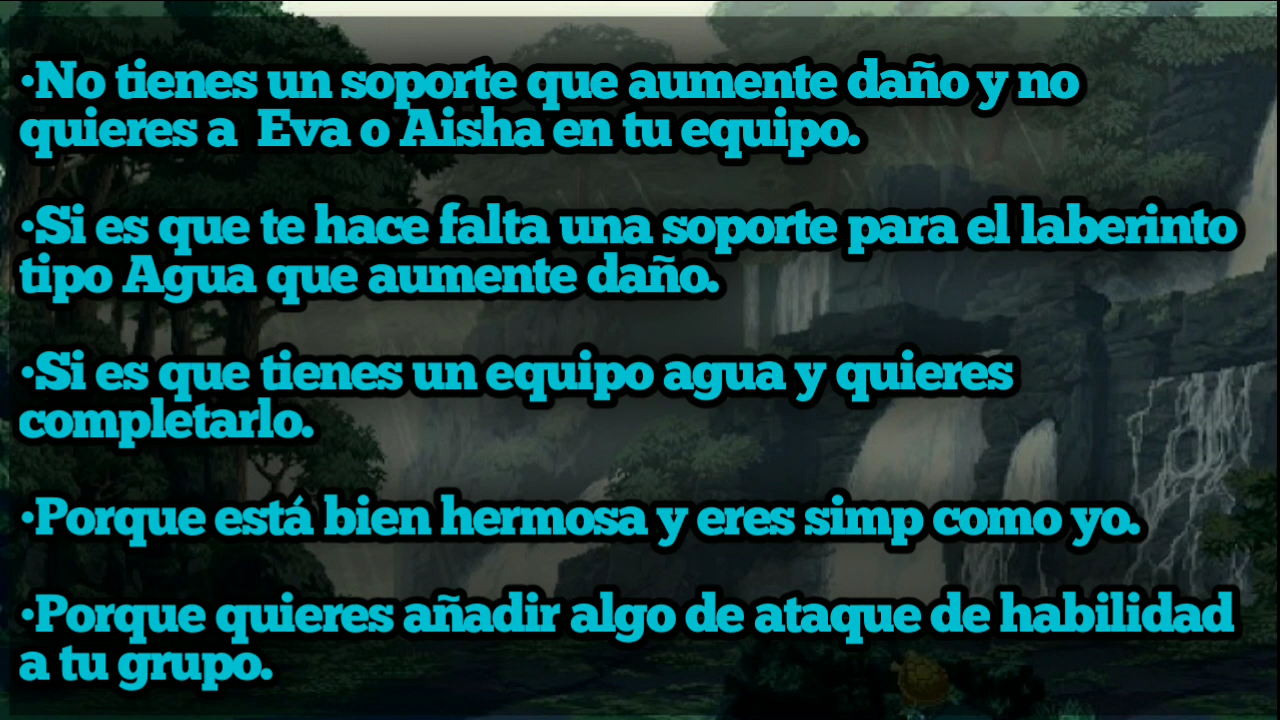 ·No tienes un soporte que aumente daño y no
quieres a  Eva o Aisha en tu equipo.
·Si es que te hace falta una soporte para el laberinto
tipo Agua que aumente daño.
·Si es que tienes un equipo agua y quieres
completarlo.
·Porque está bien hermosa y eres simp como yo.
·Porque quieres añadir algo de ataque de habilidad
a tu grupo.